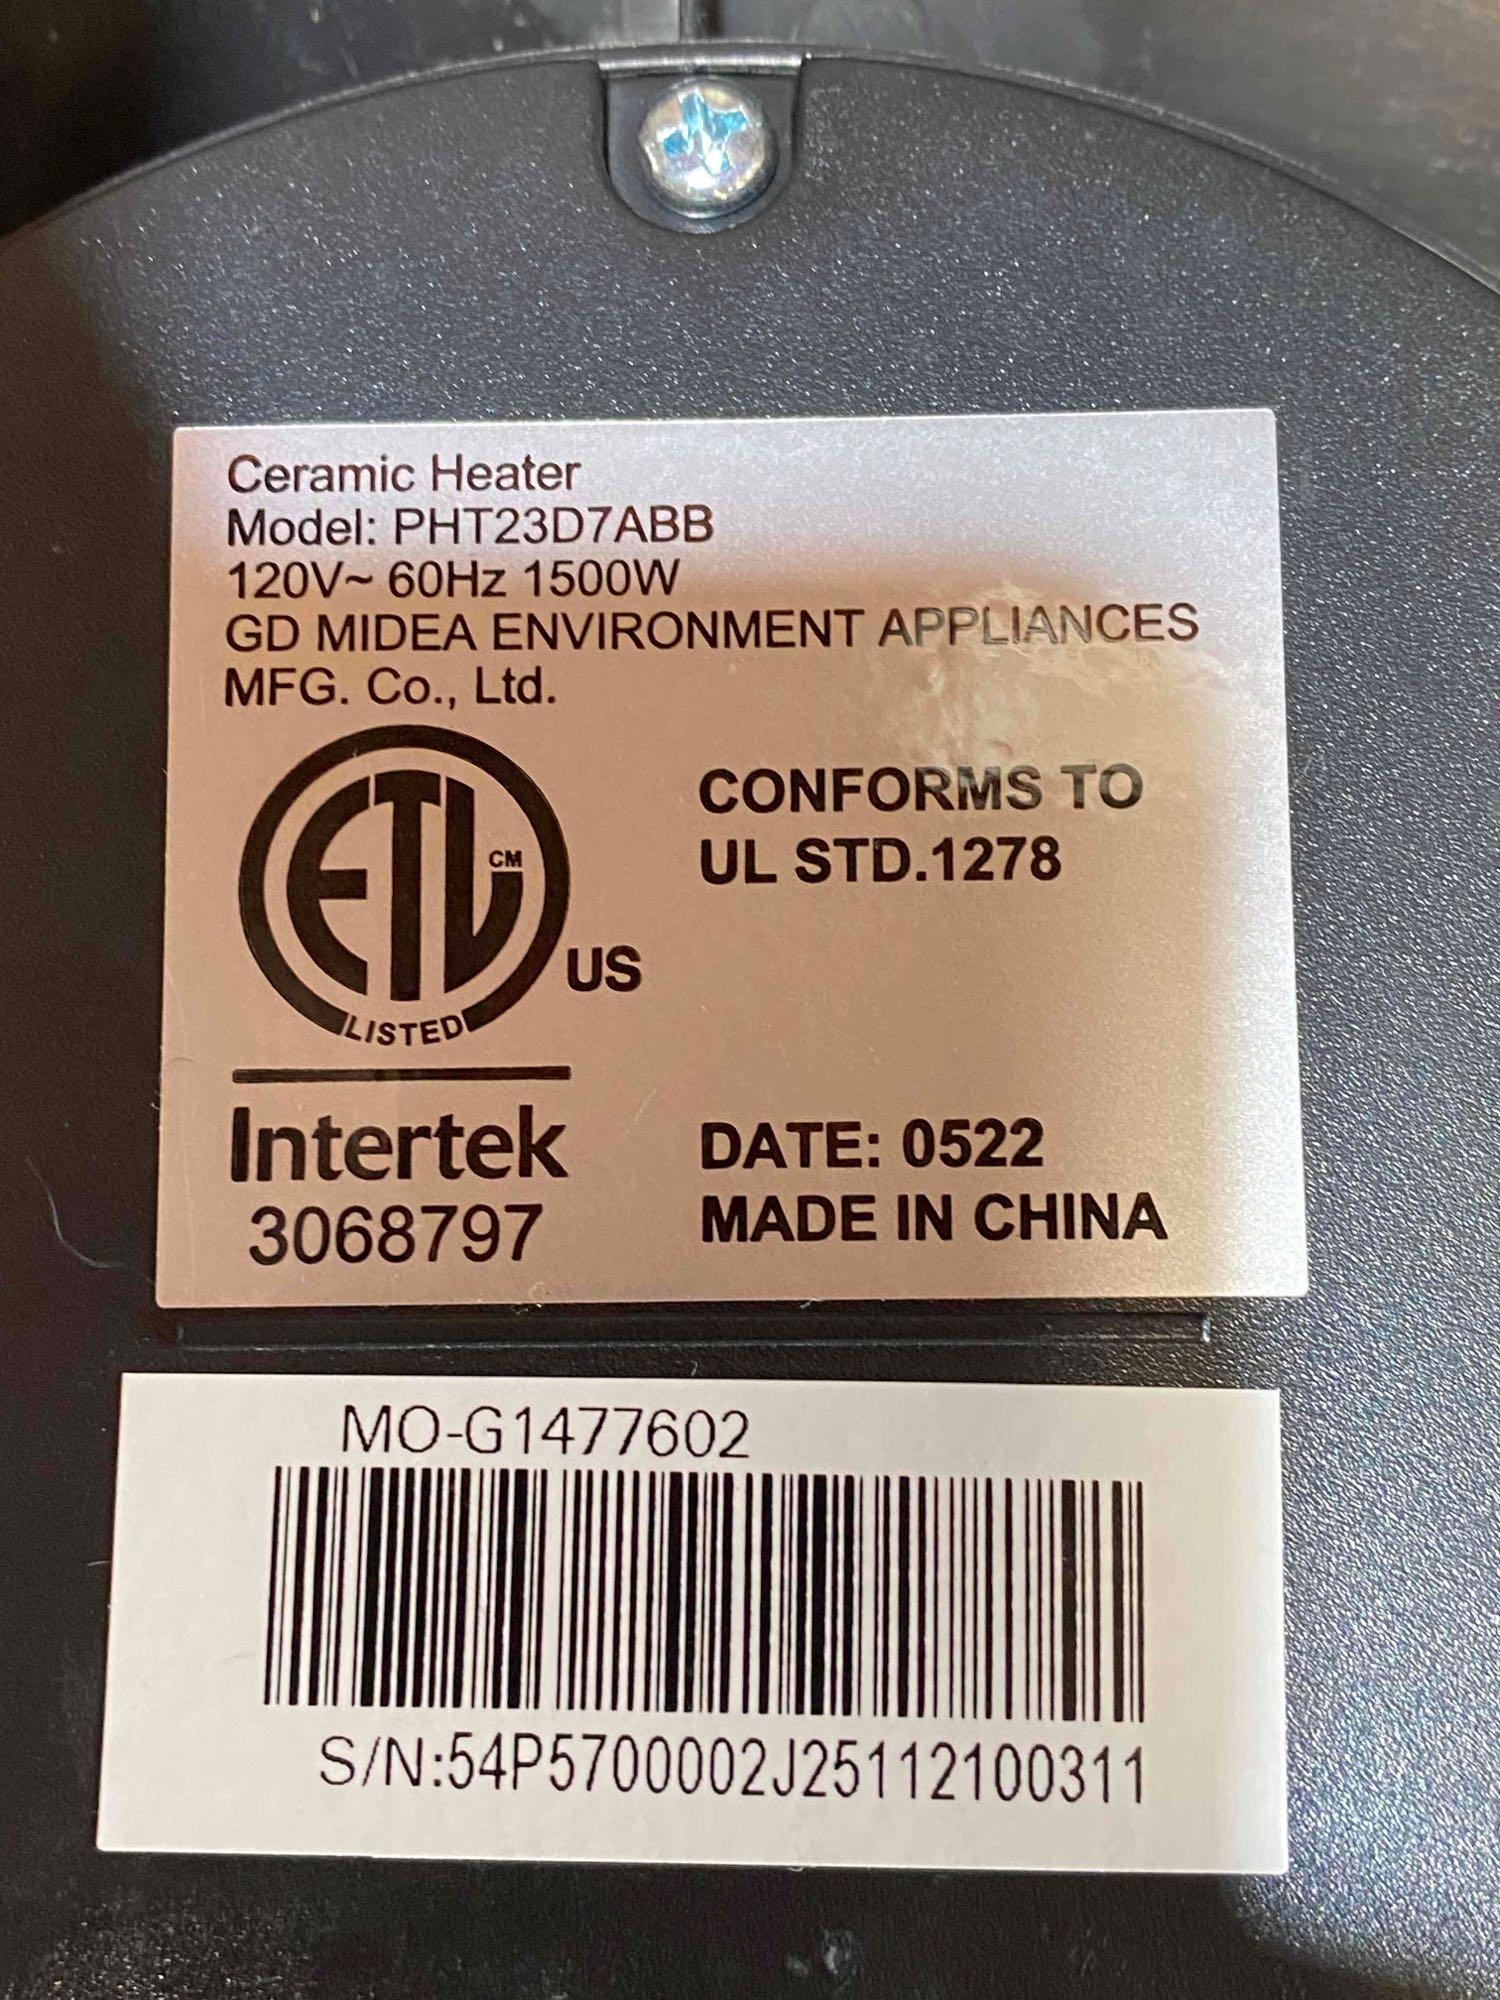 Ceramic Heater
Model: PHT23D7ABB
120V~ 60Hz 1500W
GD MIDEA ENVIRONMENT APPLIANCES
MFG. Co., Ltd.
ETL CM
LISTED
US
Intertek
3068797
CONFORMS TO
UL STD.1278
DATE: 0522
MADE IN CHINA
MO-G1477602
S/N:54P5700002J25112100311